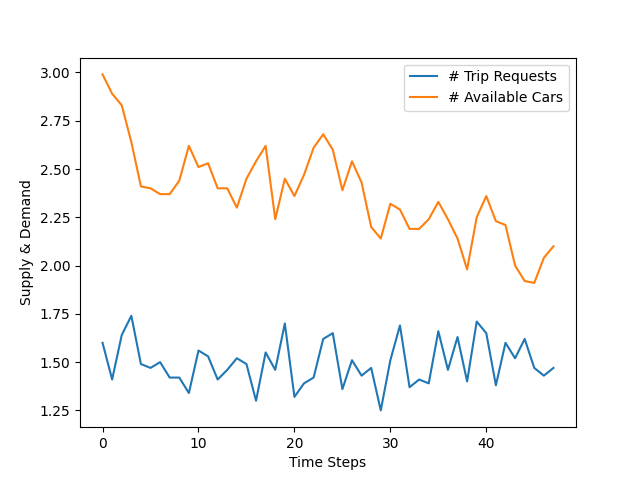 # Trip Requests
# Available Cars
Supply & Demand
3.00
2.75
2.50
2.25
2.00
1.75
1.50
1.25
0 10 20 30 40
Time Steps